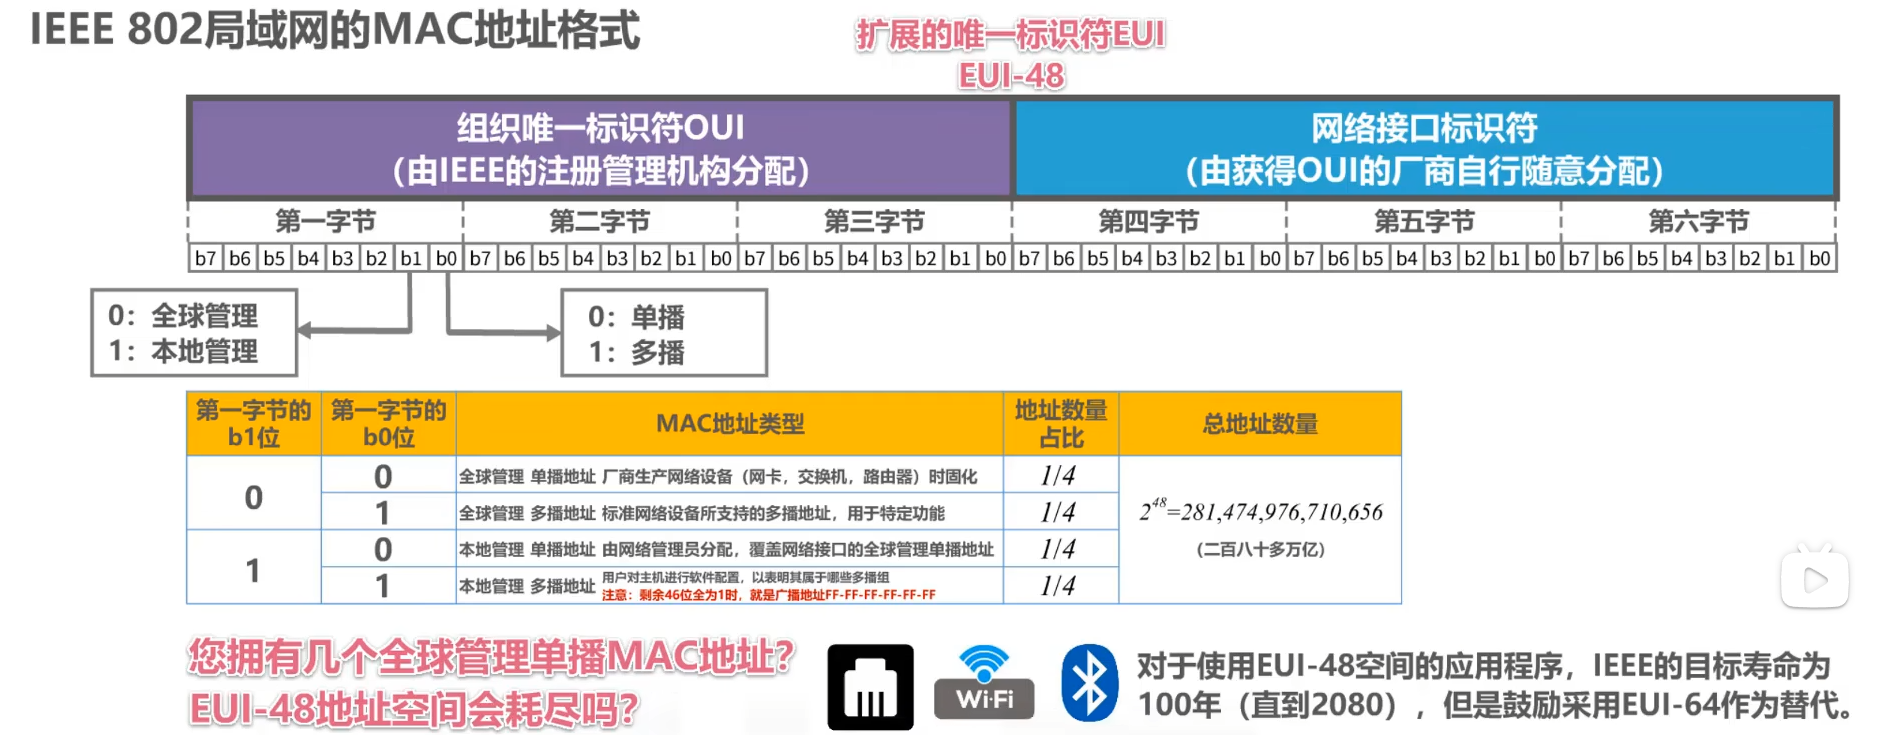 IEEE 802局域网的MAC地址格式
扩展的唯一标识符EUI
EUI-48
组织唯一标识符OUI
（由IEEE的注册管理机构分配）
网络接口标识符
（由获得OUI的厂商自行随意分配）
第一字节 第二字节 第三字节 第四字节 第五字节 第六字节
b7 b6 b5 b4 b3 b2 b1 b0 b7 b6 b5 b4 b3 b2 b1 b0 b7 b6 b5 b4 b3 b2 b1 b0 b7 b6 b5 b4 b3 b2 b1 b0 b7 b6 b5 b4 b3 b2 b1 b0 b7 b6 b5 b4 b3 b2 b1 b0
0：全球管理
1：本地管理
0：单播
1：多播
第一字节的
b1位
第一字节的
b0位
MAC地址类型
地址数量
占比
总地址数量
0
0 全球管理 单播地址 厂商生产网络设备（网卡，交换机，路由器）时固化 1/4
1 全球管理 多播地址 标准网络设备所支持的多播地址，用于特定功能 1/4
1
0 本地管理 单播地址 由网络管理员分配，覆盖网络接口的全球管理单播地址 1/4
1 本地管理 多播地址 用户对主机进行软件配置，以表明其属于哪些多播组
注意：剩余46位全为1时，就是广播地址FF-FF-FF-FF-FF-FF
1/4
2^48=281,474,976,710,656
（二百八十多万亿）
您拥有几个全球管理单播MAC地址？
EUI-48地址空间会耗尽吗？
Wi-Fi
对于使用EUI-48空间的应用程序，IEEE的目标寿命为
100年（直到2080），但是鼓励采用EUI-64作为替代。